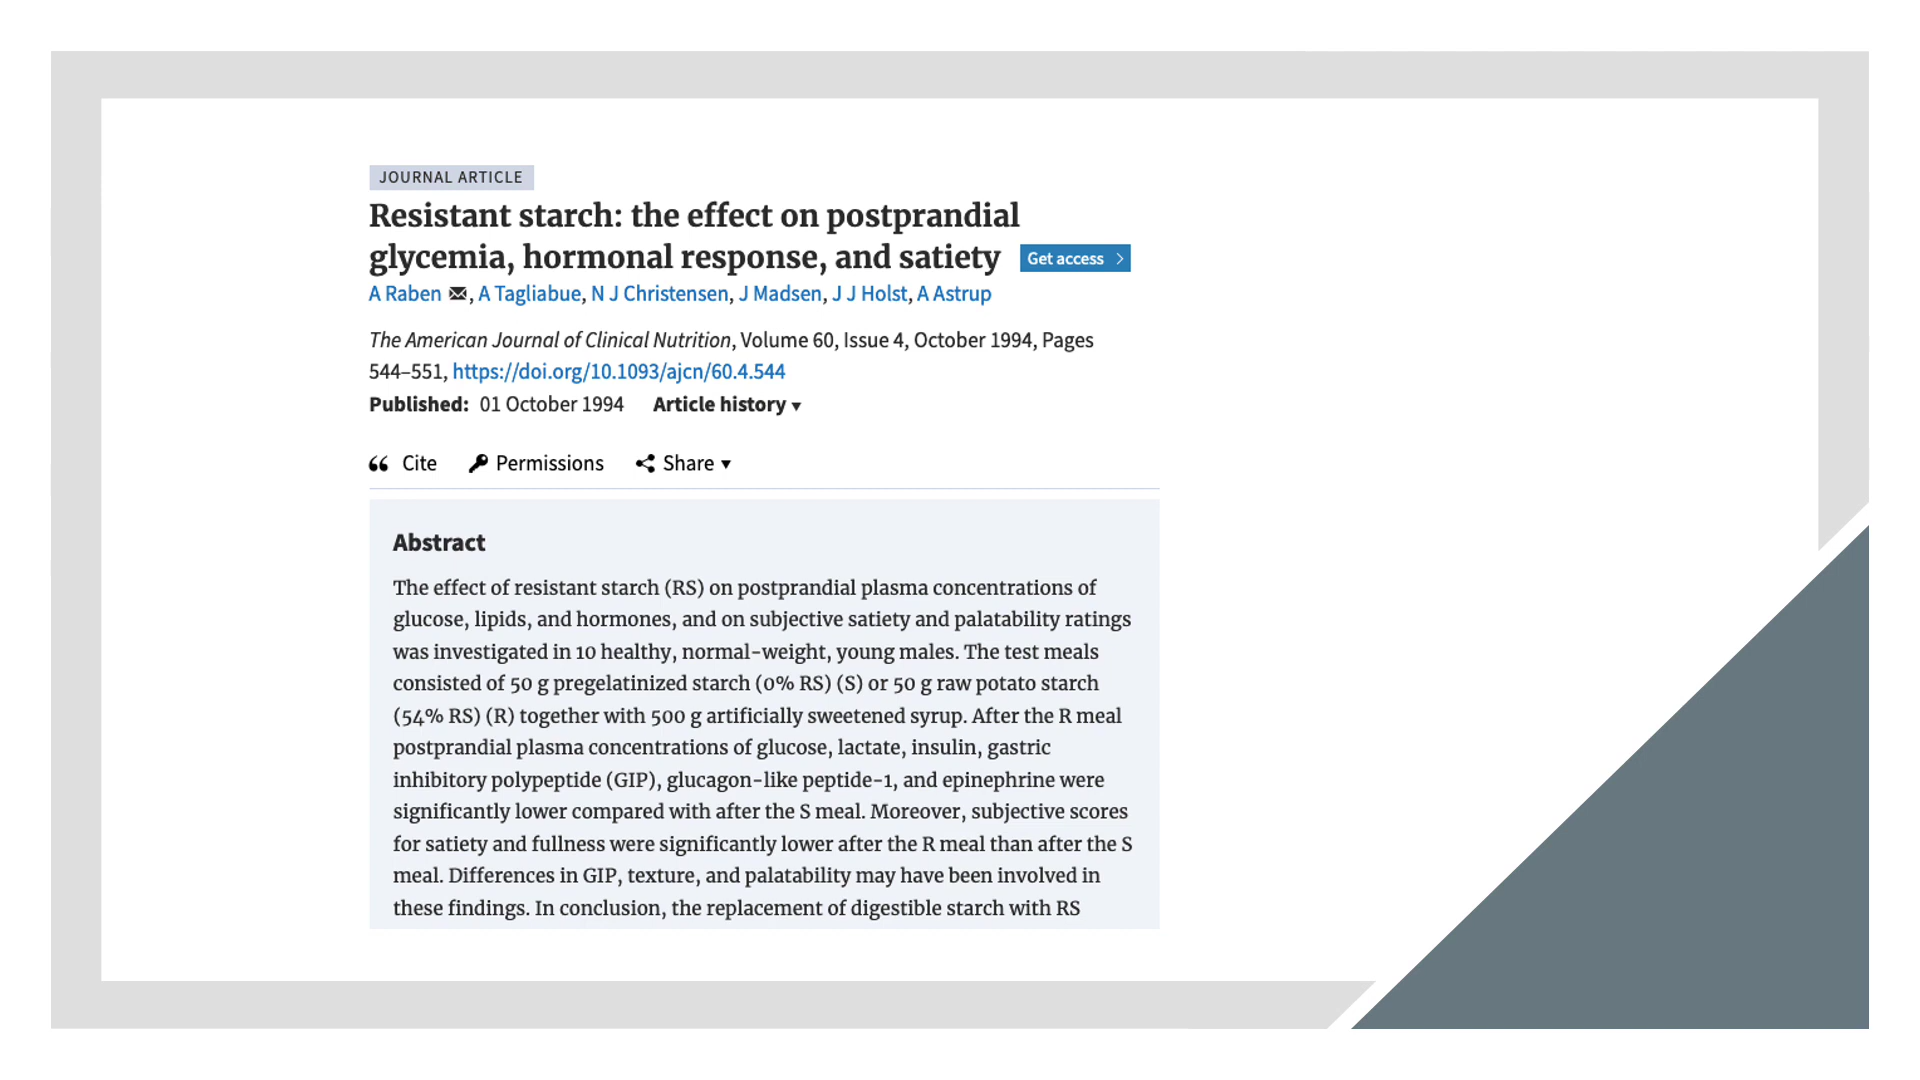 JOURNAL ARTICLE
Resistant starch: the effect on postprandial
glycemia, hormonal response, and satiety Get access
A Raben, A Tagliabue, N J Christensen, J Madsen, J J Holst, A Astrup
The American Journal of Clinical Nutrition, Volume 60, Issue 4, October 1994, Pages
544–551, https://doi.org/10.1093/ajcn/60.4.544
Published: 01 October 1994 Article history
Cite Permissions Share
Abstract
The effect of resistant starch (RS) on postprandial plasma concentrations of
glucose, lipids, and hormones, and on subjective satiety and palatability ratings
was investigated in 10 healthy, normal-weight, young males. The test meals
consisted of 50 g pregelatinized starch (0% RS) (S) or 50 g raw potato starch
(54% RS) (R) together with 500 g artificially sweetened syrup. After the R meal
postprandial plasma concentrations of glucose, lactate, insulin, gastric
inhibitory polypeptide (GIP), glucagon-like peptide-1, and epinephrine were
significantly lower compared with after the S meal. Moreover, subjective scores
for satiety and fullness were significantly lower after the R meal than after the S
meal. Differences in GIP, texture, and palatability may have been involved in
these findings. In conclusion, the replacement of digestible starch with RS